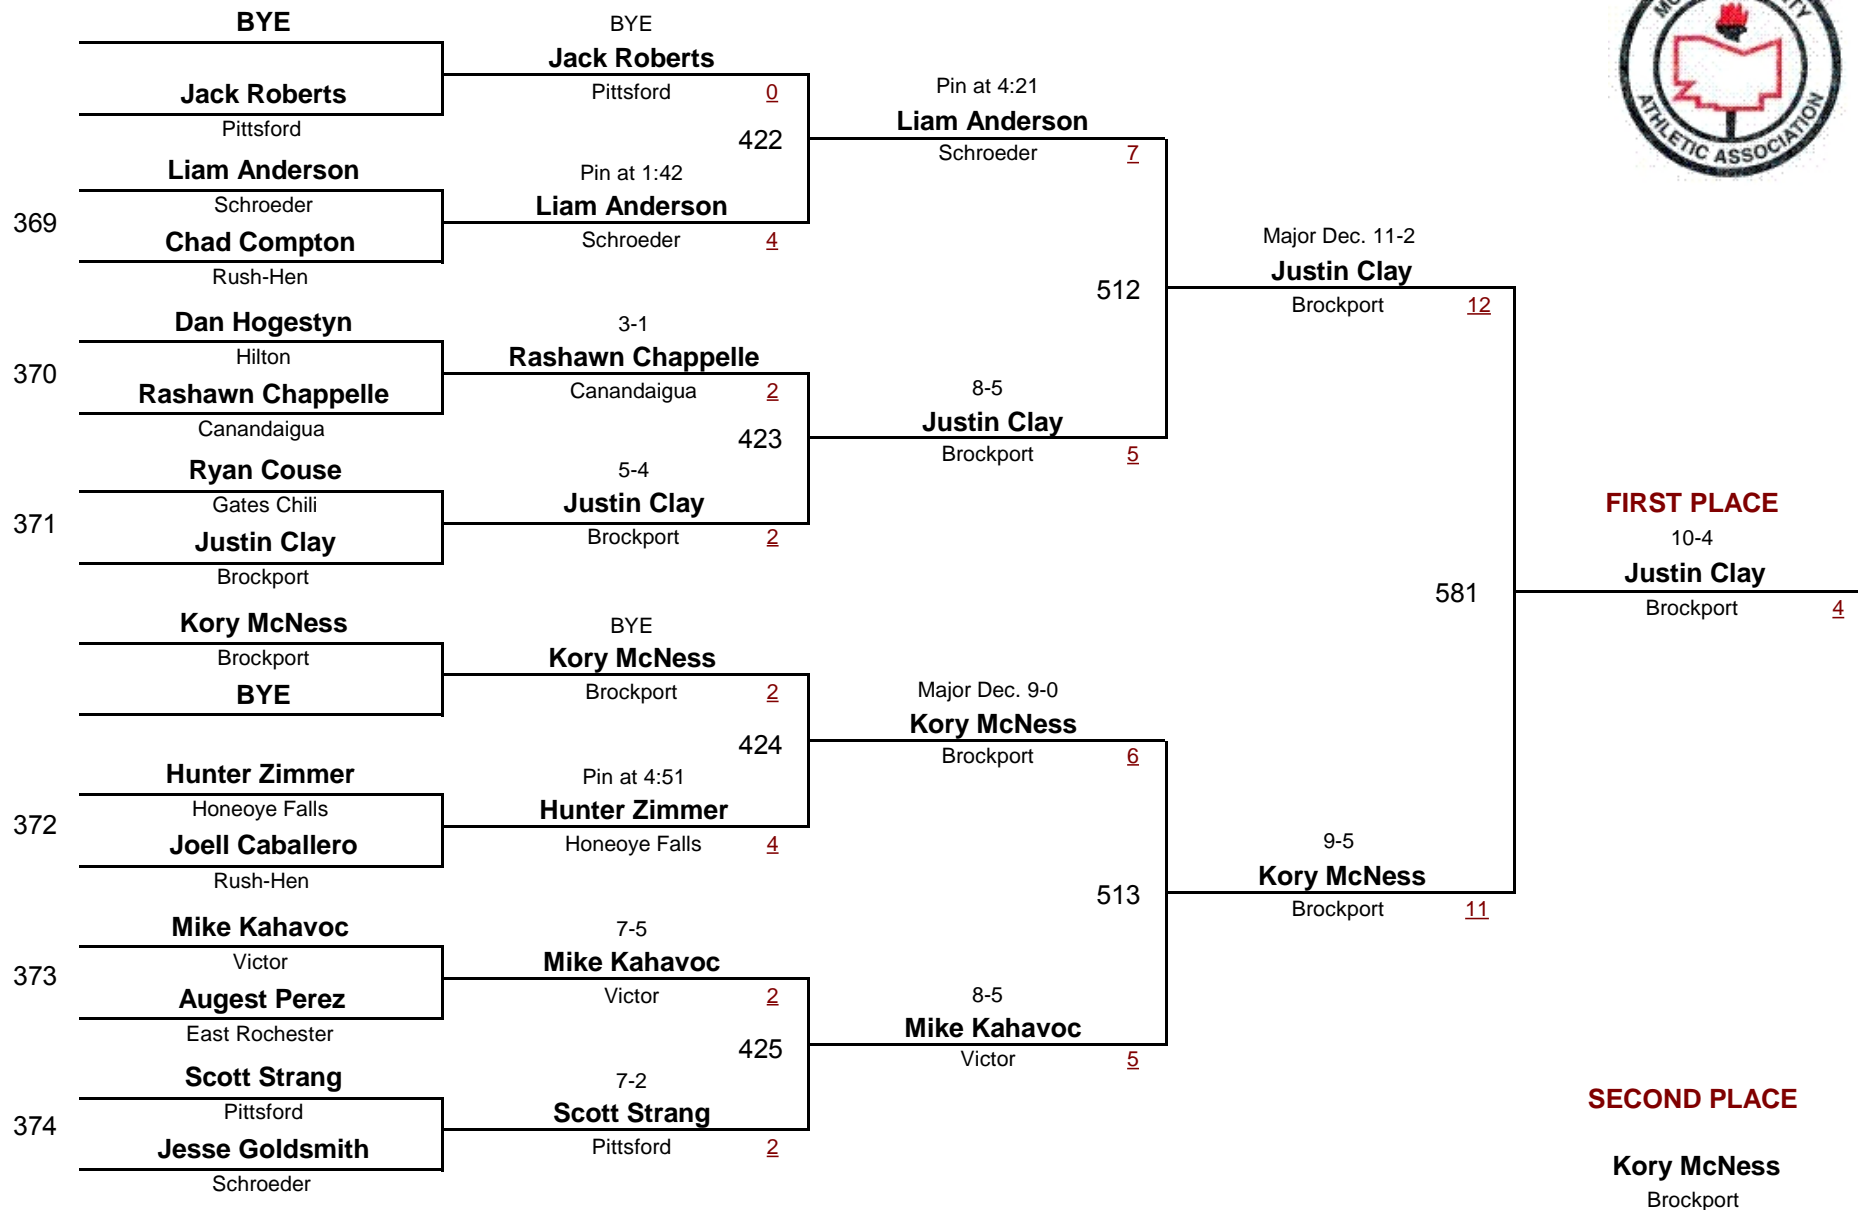 BYE
Jack Roberts
Pittsford
369
Liam Anderson
Schroeder
Chad Compton
Rush-Hen
370
Dan Hogestyn
Hilton
Rashawn Chappelle
Canandaigua
371
Ryan Couse
Gates Chili
Justin Clay
Brockport
Kory McNess
Brockport
BYE
372
Hunter Zimmer
Honeoye Falls
Joell Caballero
Rush-Hen
373
Mike Kahavoc
Victor
Augest Perez
East Rochester
374
Scott Strang
Pittsford
Jesse Goldsmith
Schroeder
BYE
Jack Roberts
Pittsford 0
422
Pin at 1:42
Liam Anderson
Schroeder 4
3-1
Rashawn Chappelle
Canandaigua 2
423
5-4
Justin Clay
Brockport 2
BYE
Kory McNess
Brockport 2
424
Pin at 4:51
Hunter Zimmer
Honeoye Falls 4
7-5
Mike Kahavoc
Victor 2
425
7-2
Scott Strang
Pittsford 2
Pin at 4:21
Liam Anderson
Schroeder 7
512
8-5
Justin Clay
Brockport 5
Major Dec. 9-0
Kory McNess
Brockport 6
513
8-5
Mike Kahavoc
Victor 5
Major Dec. 11-2
Justin Clay
Brockport 12
581
9-5
Kory McNess
Brockport 11
ATHLETIC ASSOCIATION
FIRST PLACE
10-4
Justin Clay
Brockport 4
SECOND PLACE
Kory McNess
Brockport